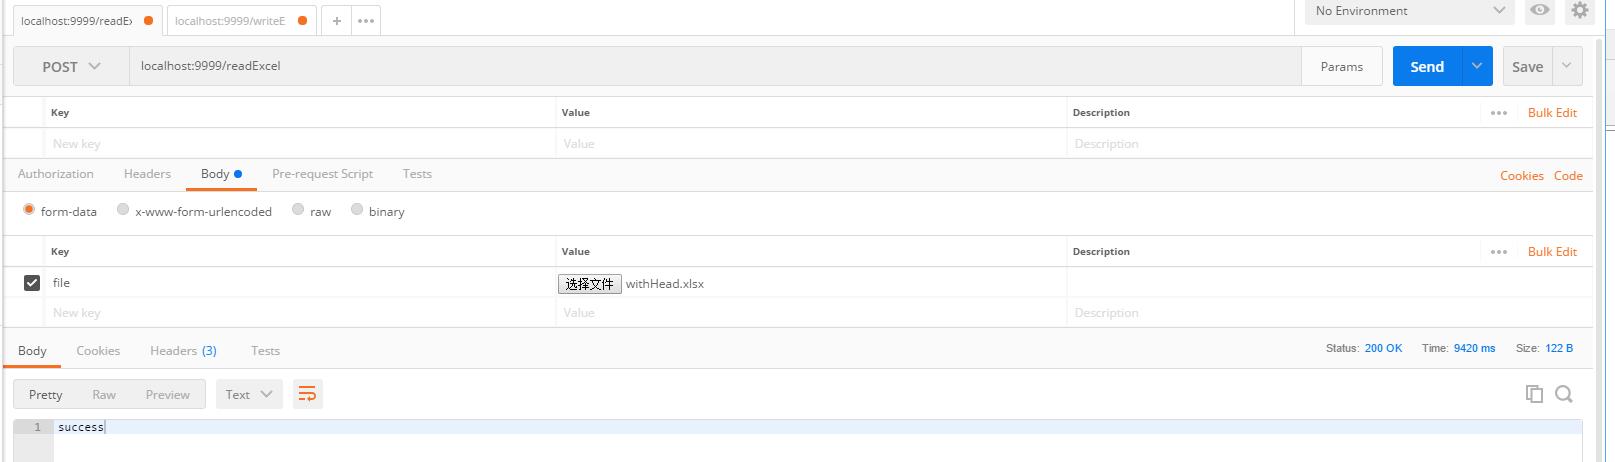 localhost:9999/readEx localhost:9999/writeE + ••• No Environment
POST localhost:9999/readExcel Params Send Save
Key Value Description ••• Bulk Edit
New key Value Description
Authorization Headers Body Pre-request Script Tests Cookies Code
form-data x-www-form-urlencoded raw binary
Key Value Description ••• Bulk Edit
file 选择文件 withHead.xlsx
New key Value Description
Body Cookies Headers (3) Tests Status: 200 OK Time: 9420 ms Size: 122 B
Pretty Raw Preview Text
1 success